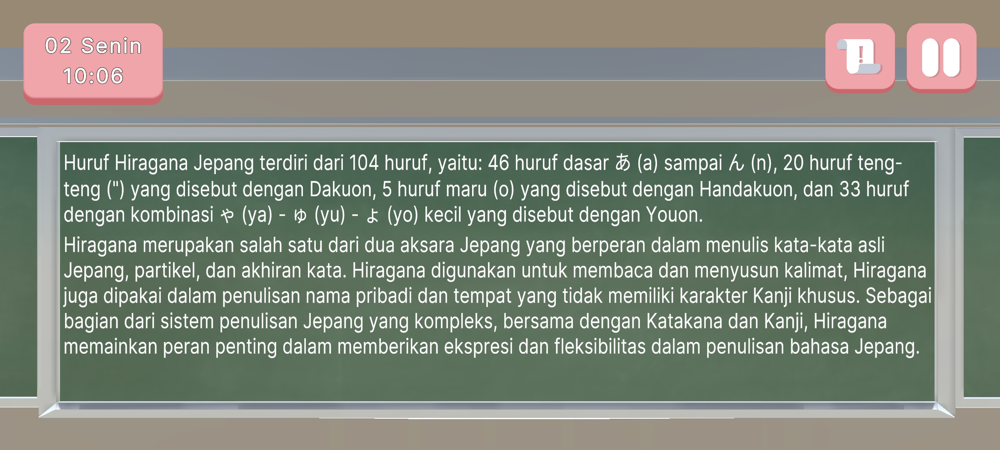 02 Senin
10:06
Huruf Hiragana Jepang terdiri dari 104 huruf, yaitu: 46 huruf dasar あ (a) sampai ん (n), 20 huruf teng-
teng (") yang disebut dengan Dakuon, 5 huruf maru (o) yang disebut dengan Handakuon, dan 33 huruf
dengan kombinasi ゃ (ya) - ゅ (yu) - ょ (yo) kecil yang disebut dengan Youon.
Hiragana merupakan salah satu dari dua aksara Jepang yang berperan dalam menulis kata-kata asli
Jepang, partikel, dan akhiran kata. Hiragana digunakan untuk membaca dan menyusun kalimat, Hiragana
juga dipakai dalam penulisan nama pribadi dan tempat yang tidak memiliki karakter Kanji khusus. Sebagai
bagian dari sistem penulisan Jepang yang kompleks, bersama dengan Katakana dan Kanji, Hiragana
memainkan peran penting dalam memberikan ekspresi dan fleksibilitas dalam penulisan bahasa Jepang.